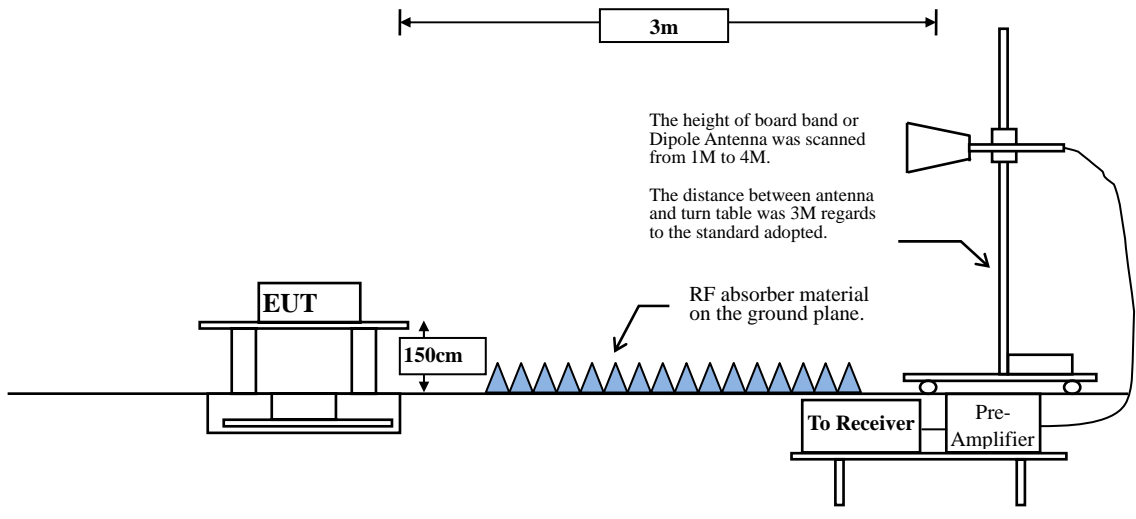 3m
The height of board band or
Dipole Antenna was scanned
from 1M to 4M.
The distance between antenna
and turn table was 3M regards
to the standard adopted.
EUT
RF absorber material
on the ground plane.
150cm
To Receiver
Pre-
Amplifier